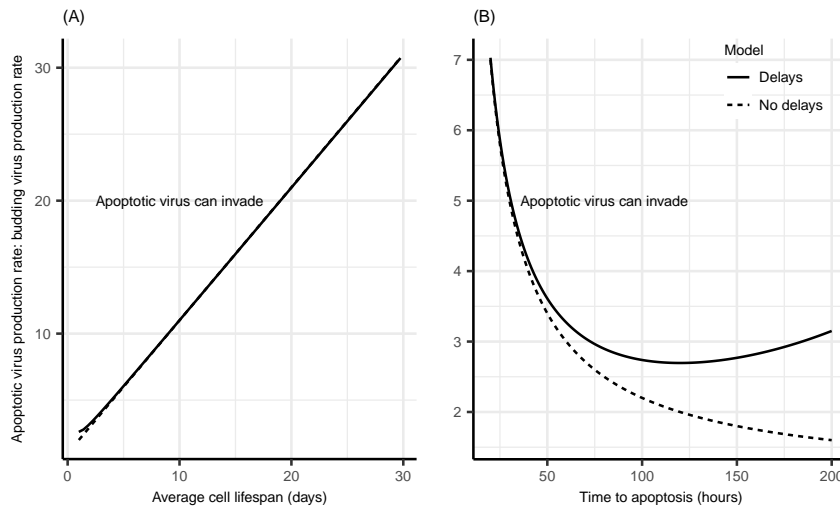 (A)
Apoptotic virus production rate: budding virus production rate
30
20
10
Apoptotic virus can invade
0
10
20
30
Average cell lifespan (days)
(B)
7
6
5
4
3
2
Model
Delays
No delays
Apoptotic virus can invade
50
100
150
200
Time to apoptosis (hours)